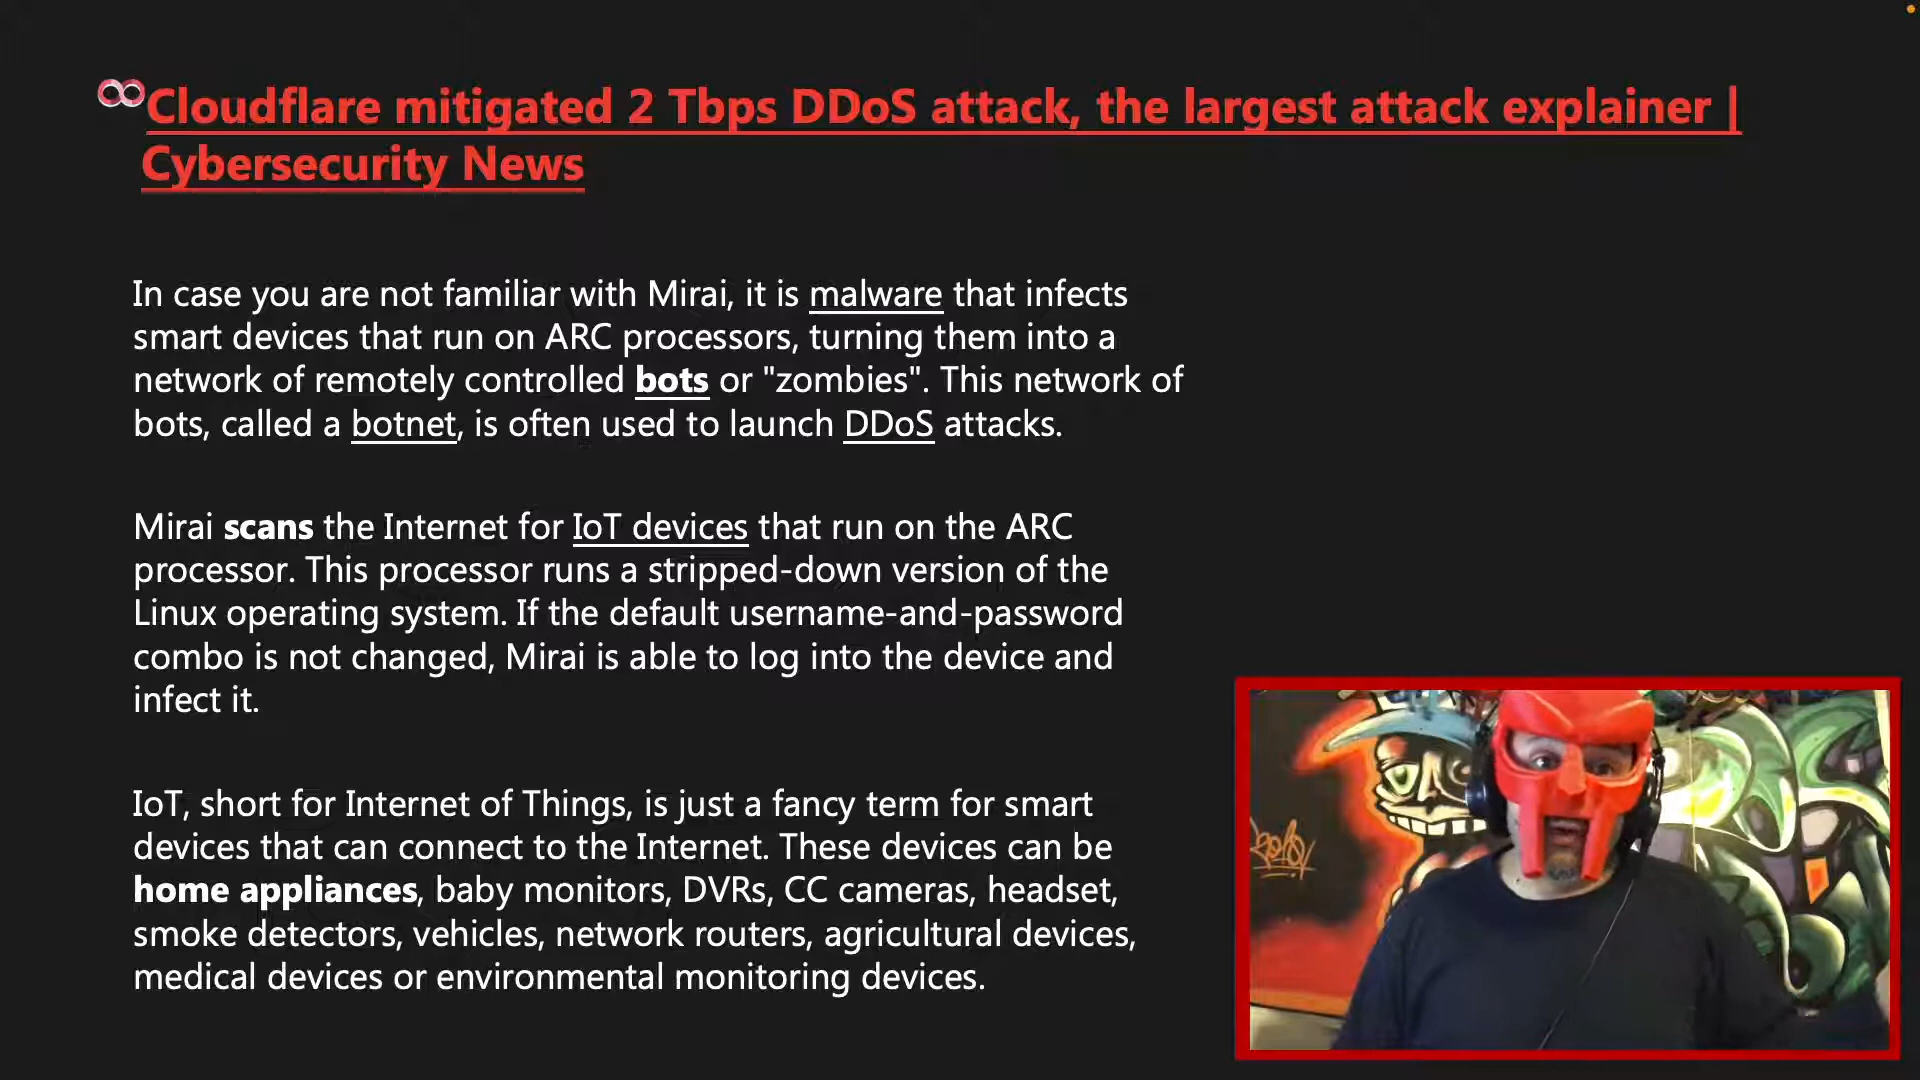 Cloudflare mitigated 2 Tbps DDoS attack, the largest attack explainer |
Cybersecurity News
In case you are not familiar with Mirai, it is malware that infects
smart devices that run on ARC processors, turning them into a
network of remotely controlled bots or "zombies". This network of
bots, called a botnet, is often used to launch DDoS attacks.
Mirai scans the Internet for IoT devices that run on the ARC
processor. This processor runs a stripped-down version of the
Linux operating system. If the default username-and-password
combo is not changed, Mirai is able to log into the device and
infect it.
IoT, short for Internet of Things, is just a fancy term for smart
devices that can connect to the Internet. These devices can be
home appliances, baby monitors, DVRs, CC cameras, headset,
smoke detectors, vehicles, network routers, agricultural devices,
medical devices or environmental monitoring devices.